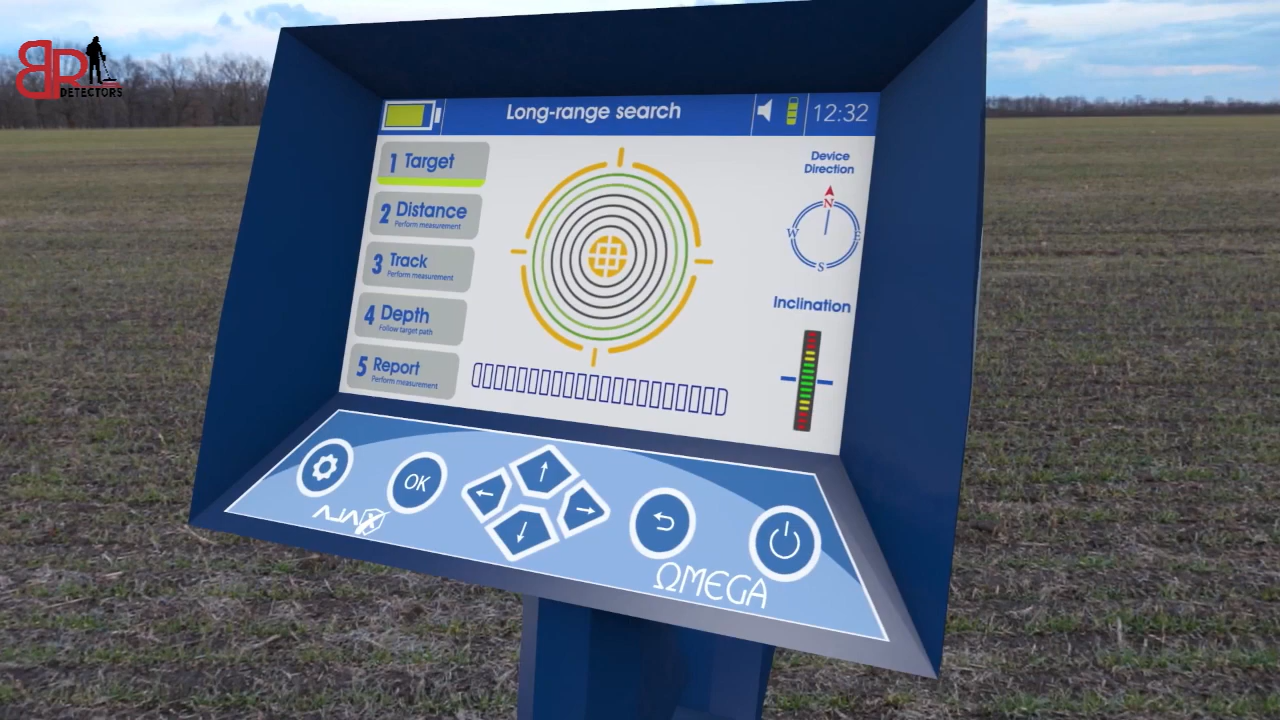 BR
DETECTORS
Long-range search
12:32
1 Target
2 Distance
Perform measurement
3 Track
Perform measurement
4 Depth
Follow target path
5 Report
Perform measurement
Device
Direction
N
W
E
S
Inclination
OK
AJAX
ΩMEGA